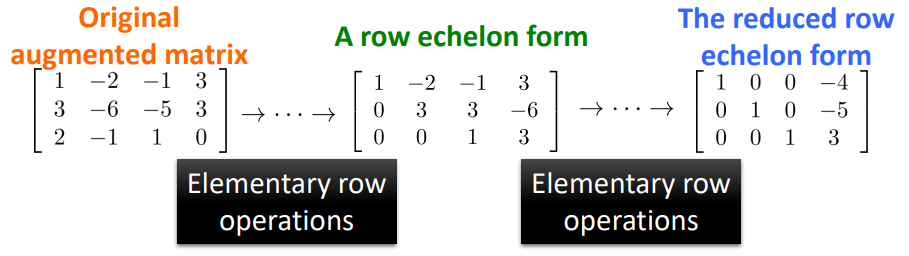 Original
augmented matrix
A row echelon form
The reduced row
echelon form
1 −2 −1 3
3 −6 −5 3
2 −1 1 0
→ ⋯ →
1 −2 −1 3
0 3 3 −6
0 0 1 3
→ ⋯ →
1 0 0 −4
0 1 0 −5
0 0 1 3
Elementary row
operations
Elementary row
operations